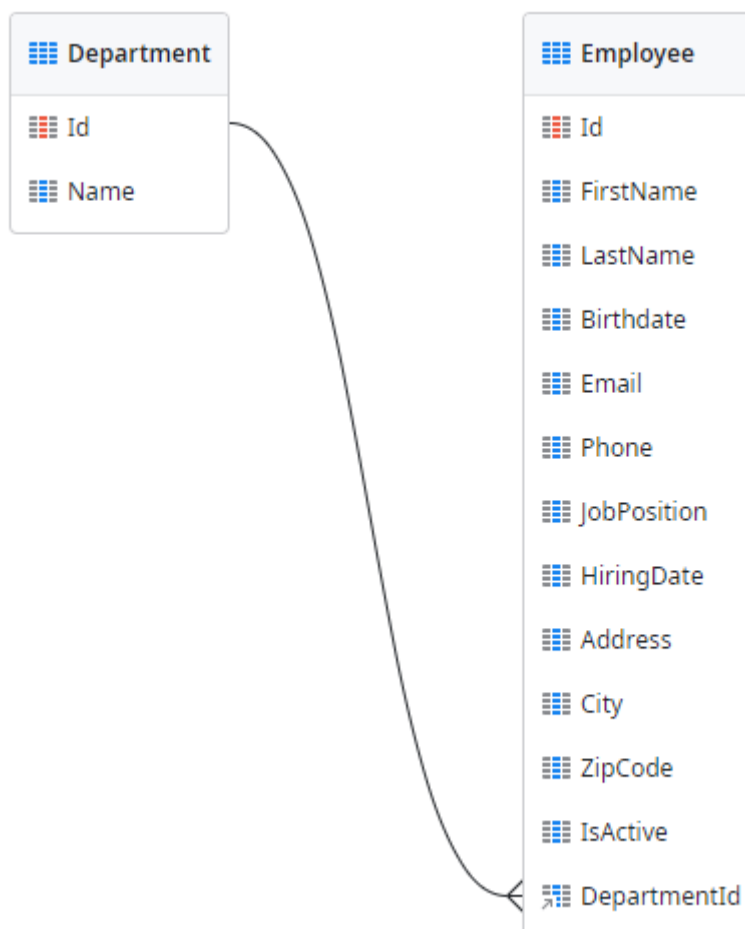 Department
Id
Name
Employee
Id
FirstName
LastName
Birthdate
Email
Phone
JobPosition
HiringDate
Address
City
ZipCode
IsActive
DepartmentId